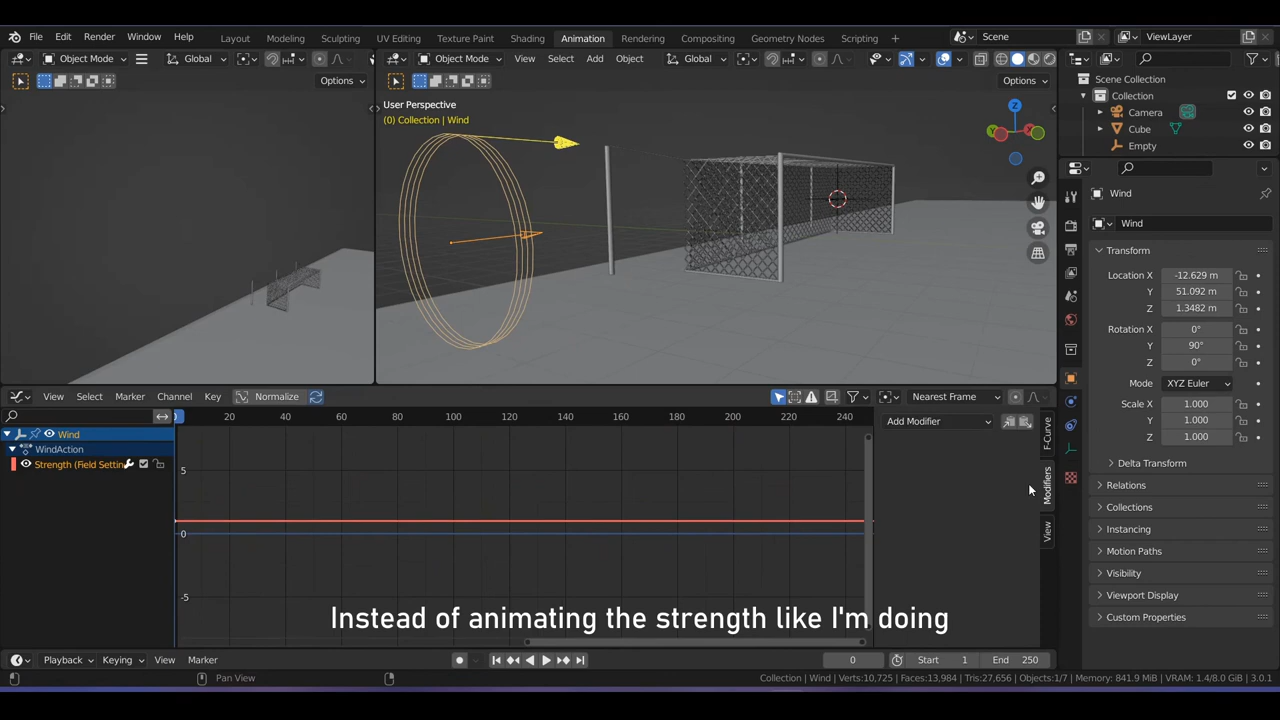 File Edit Render Window Help
Layout Modeling Sculpting UV Editing Texture Paint Shading Animation Rendering Compositing Geometry Nodes Scripting +
Scene
ViewLayer
Object Mode
Global
Object Mode View Select Add Object
Global
Options
Options
User Perspective
(0) Collection | Wind
Z
Y
X
Scene Collection
Collection
Camera
Cube
Empty
Wind
Wind
Transform
Location X -12.629 m
Y 51.092 m
Z 1.3482 m
Rotation X 0°
Y 90°
Z 0°
Mode XYZ Euler
Scale X 1.000
Y 1.000
Z 1.000
Delta Transform
Relations
Collections
Instancing
Motion Paths
Visibility
Viewport Display
Custom Properties
View Select Marker Channel Key Normalize
Nearest Frame
20 40 60 80 100 120 140 160 180 200 220 240
Wind
WindAction
Strength (Field Settin
5
0
-5
Add Modifier
F-Curve
Modifiers
View
Instead of animating the strength like I'm doing
Playback Keying View Marker
0
Start 1
End 250
Pan View
Collection | Wind Verts:10,725 | Faces:13,984 | Tris:27,656 | Objects:1/7 | Memory: 841.9 MiB | VRAM: 1.4/8.0 GiB | 3.0.1